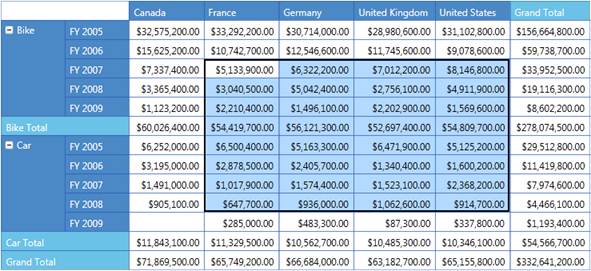 Canada France Germany United Kingdom United States Grand Total
Bike FY 2005 $32,575,200.00 $33,292,200.00 $30,714,000.00 $28,980,600.00 $31,102,800.00 $156,664,800.00
FY 2006 $15,625,200.00 $10,742,700.00 $12,546,600.00 $11,745,600.00 $9,078,600.00 $59,738,700.00
FY 2007 $7,337,400.00 $5,133,900.00 $6,322,200.00 $7,012,200.00 $8,146,800.00 $33,952,500.00
FY 2008 $3,365,400.00 $3,040,500.00 $5,042,400.00 $2,756,100.00 $4,911,900.00 $19,116,300.00
FY 2009 $1,123,200.00 $2,210,400.00 $1,496,100.00 $2,202,900.00 $1,569,600.00 $8,602,200.00
Bike Total $60,026,400.00 $54,419,700.00 $56,121,300.00 $52,697,400.00 $54,809,700.00 $278,074,500.00
Car FY 2005 $6,252,000.00 $6,500,400.00 $5,163,300.00 $6,471,900.00 $5,125,200.00 $29,512,800.00
FY 2006 $3,195,000.00 $2,878,500.00 $2,405,700.00 $1,340,400.00 $1,600,200.00 $11,419,800.00
FY 2007 $1,491,000.00 $1,017,900.00 $1,574,400.00 $1,523,100.00 $2,368,200.00 $7,974,600.00
FY 2008 $905,100.00 $647,700.00 $936,000.00 $1,062,600.00 $914,700.00 $4,466,100.00
FY 2009 $285,000.00 $483,300.00 $87,300.00 $337,800.00 $1,193,400.00
Car Total $11,843,100.00 $11,329,500.00 $10,562,700.00 $10,485,300.00 $10,346,100.00 $54,566,700.00
Grand Total $71,869,500.00 $65,749,200.00 $66,684,000.00 $63,182,700.00 $65,155,800.00 $332,641,200.00